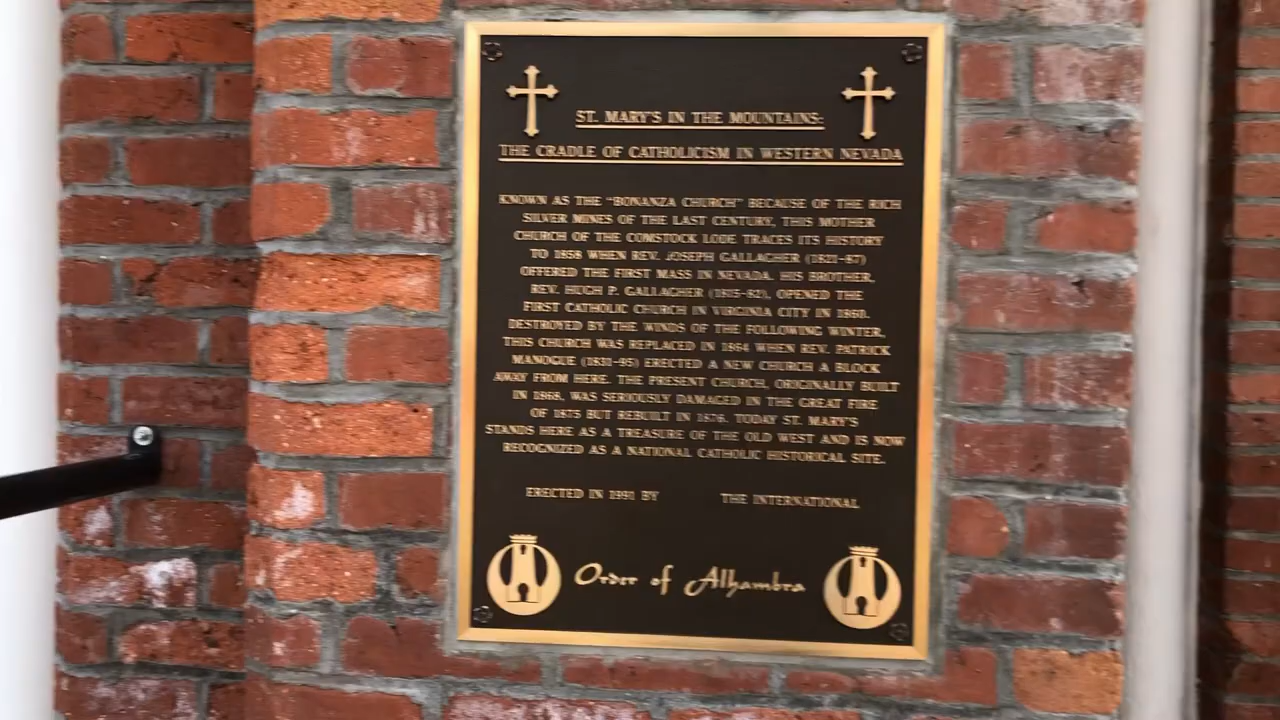 ST. MARY'S IN THE MOUNTAINS:
THE CRADLE OF CATHOLICISM IN WESTERN NEVADA
KNOWN AS THE "BONANZA CHURCH" BECAUSE OF THE RICH
SILVER MINES OF THE LAST CENTURY, THIS MOTHER
CHURCH OF THE COMSTOCK LODE TRACES ITS HISTORY
TO 1858 WHEN REV. JOSEPH GALLAGHER (1821-87)
OFFERED THE FIRST MASS IN NEVADA. HIS BROTHER,
REV. HUGH P. GALLAGHER (1815-82), OPENED THE
FIRST CATHOLIC CHURCH IN VIRGINIA CITY IN 1860.
DESTROYED BY THE WINDS OF THE FOLLOWING WINTER,
THIS CHURCH WAS REPLACED IN 1864 WHEN REV. PATRICK
MANOGUE (1831-95) ERECTED A NEW CHURCH A BLOCK
AWAY FROM HERE. THE PRESENT CHURCH, ORIGINALLY BUILT
IN 1868, WAS SERIOUSLY DAMAGED IN THE GREAT FIRE
OF 1875 BUT REBUILT IN 1876. TODAY ST. MARY'S
STANDS HERE AS A TREASURE OF THE OLD WEST AND IS NOW
RECOGNIZED AS A NATIONAL CATHOLIC HISTORICAL SITE.
ERECTED IN 1991 BY THE INTERNATIONAL
Order of Alhambra